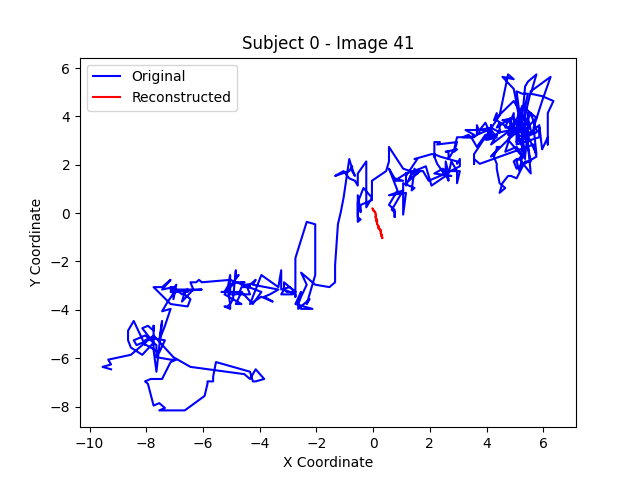 Subject 0 - Image 41
Original
Reconstructed
6
4
2
0
−2
−4
−6
−8
Y Coordinate
−10 −8 −6 −4 −2 0 2 4 6
X Coordinate